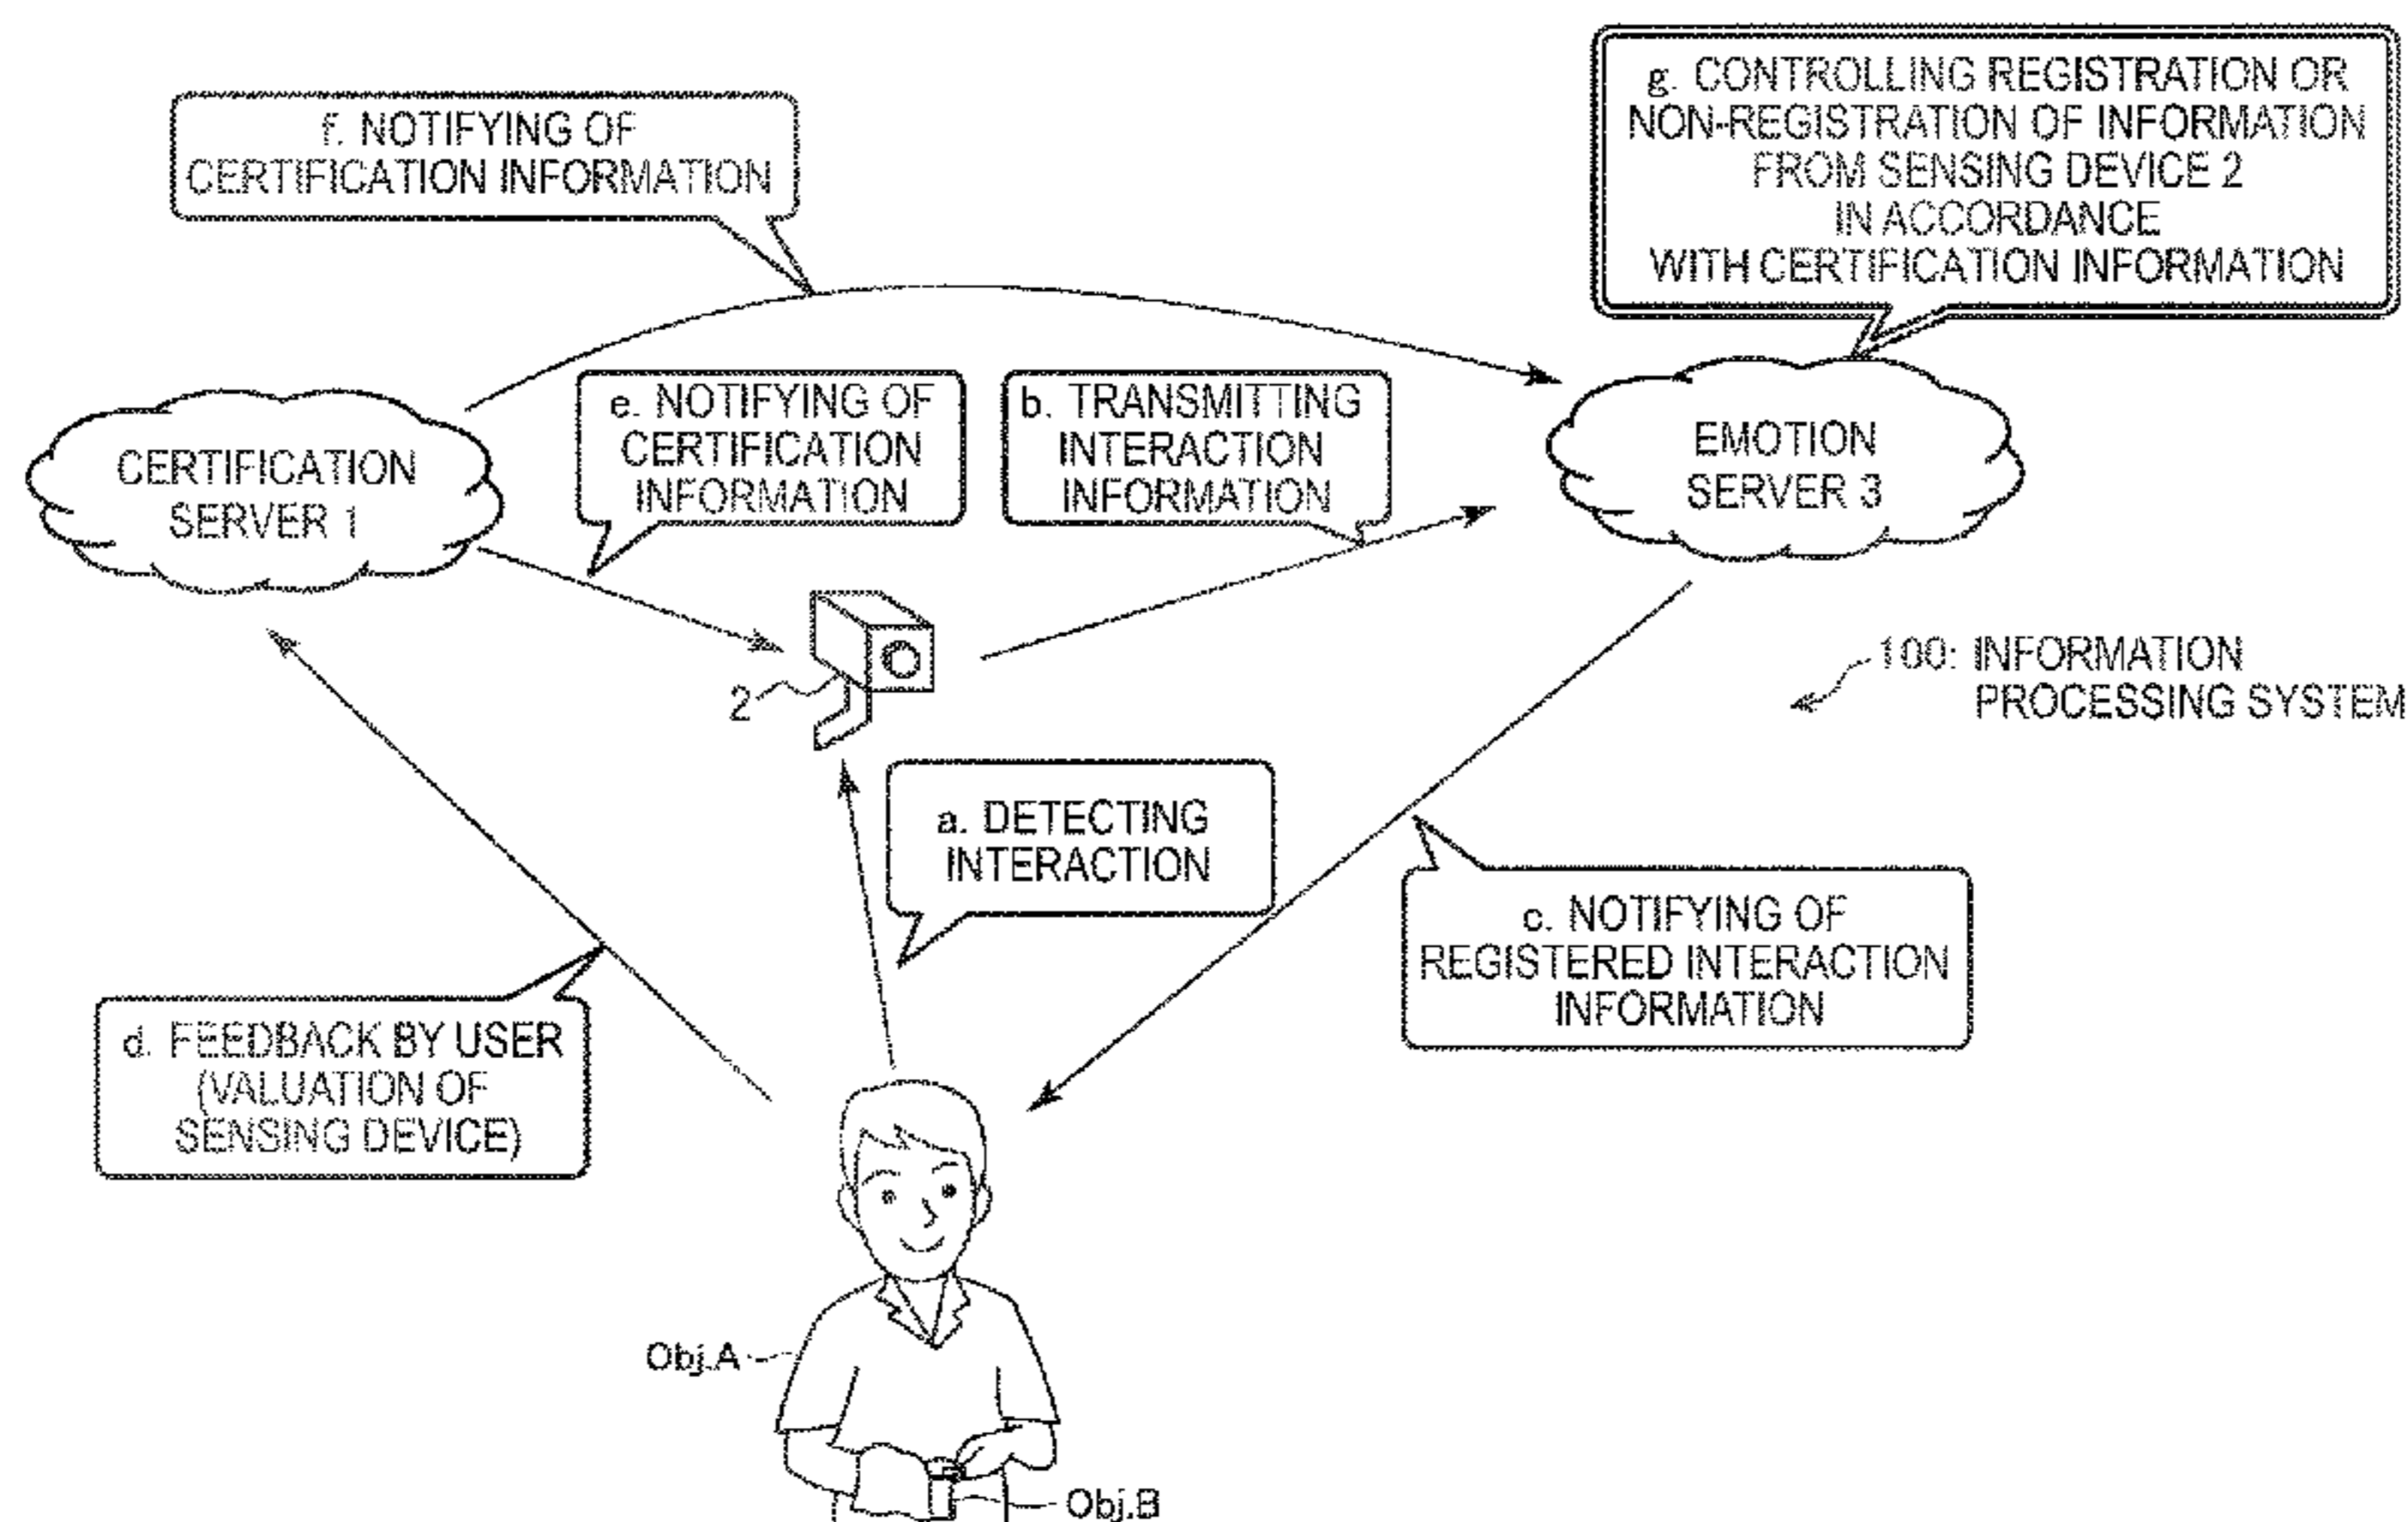 g. CONTROLLING REGISTRATION OR
NON-REGISTRATION OF INFORMATION
FROM SENSING DEVICE 2
IN ACCORDANCE
WITH CERTIFICATION INFORMATION
f. NOTIFYING OF
CERTIFICATION INFORMATION
e. NOTIFYING OF
CERTIFICATION
INFORMATION
b. TRANSMITTING
INTERACTION
INFORMATION
CERTIFICATION
SERVER 1
EMOTION
SERVER 3
2
100: INFORMATION
PROCESSING SYSTEM
a. DETECTING
INTERACTION
c. NOTIFYING OF
REGISTERED INTERACTION
INFORMATION
d. FEEDBACK BY USER
(VALUATION OF
SENSING DEVICE)
Obj.A
Obj.B